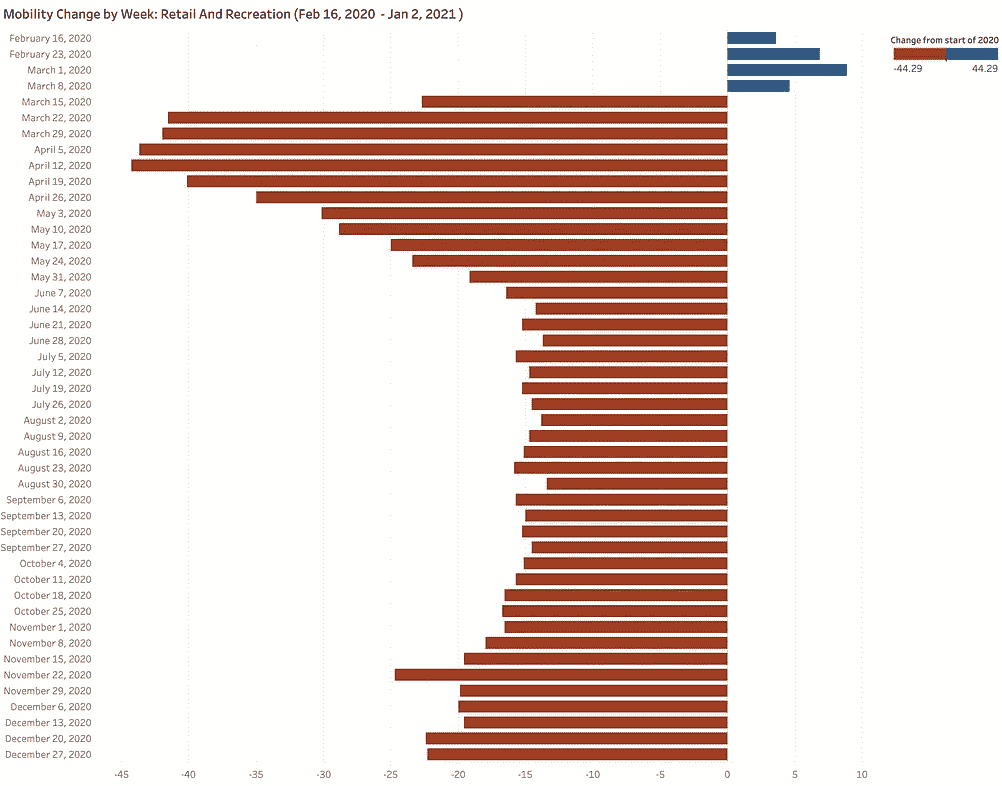 Mobility Change by Week: Retail And Recreation (Feb 16, 2020 - Jan 2, 2021 )
Change from start of 2020
-44.29 44.29
February 16, 2020
February 23, 2020
March 1, 2020
March 8, 2020
March 15, 2020
March 22, 2020
March 29, 2020
April 5, 2020
April 12, 2020
April 19, 2020
April 26, 2020
May 3, 2020
May 10, 2020
May 17, 2020
May 24, 2020
May 31, 2020
June 7, 2020
June 14, 2020
June 21, 2020
June 28, 2020
July 5, 2020
July 12, 2020
July 19, 2020
July 26, 2020
August 2, 2020
August 9, 2020
August 16, 2020
August 23, 2020
August 30, 2020
September 6, 2020
September 13, 2020
September 20, 2020
September 27, 2020
October 4, 2020
October 11, 2020
October 18, 2020
October 25, 2020
November 1, 2020
November 8, 2020
November 15, 2020
November 22, 2020
November 29, 2020
December 6, 2020
December 13, 2020
December 20, 2020
December 27, 2020
-45 -40 -35 -30 -25 -20 -15 -10 -5 0 5 10